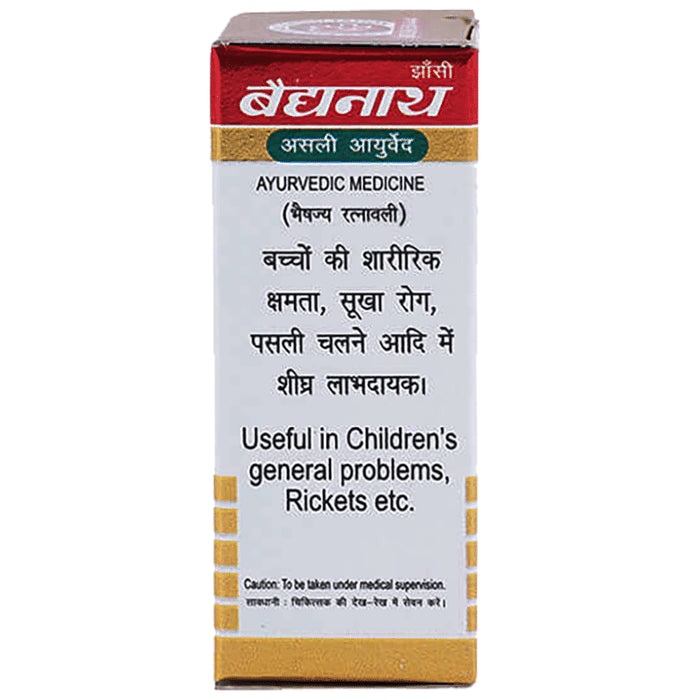 झाँसी
बैद्यनाथ
असली आयुर्वेद
AYURVEDIC MEDICINE
(भैषज्य रत्नावली)
बच्चों की शारीरिक
क्षमता, सूखा रोग,
पसली चलने आदि में
शीघ्र लाभदायक।
Useful in Children's
general problems,
Rickets etc.
Caution: To be taken under medical supervision.
सावधानी : चिकित्सक की देख-रेख में सेवन करें।